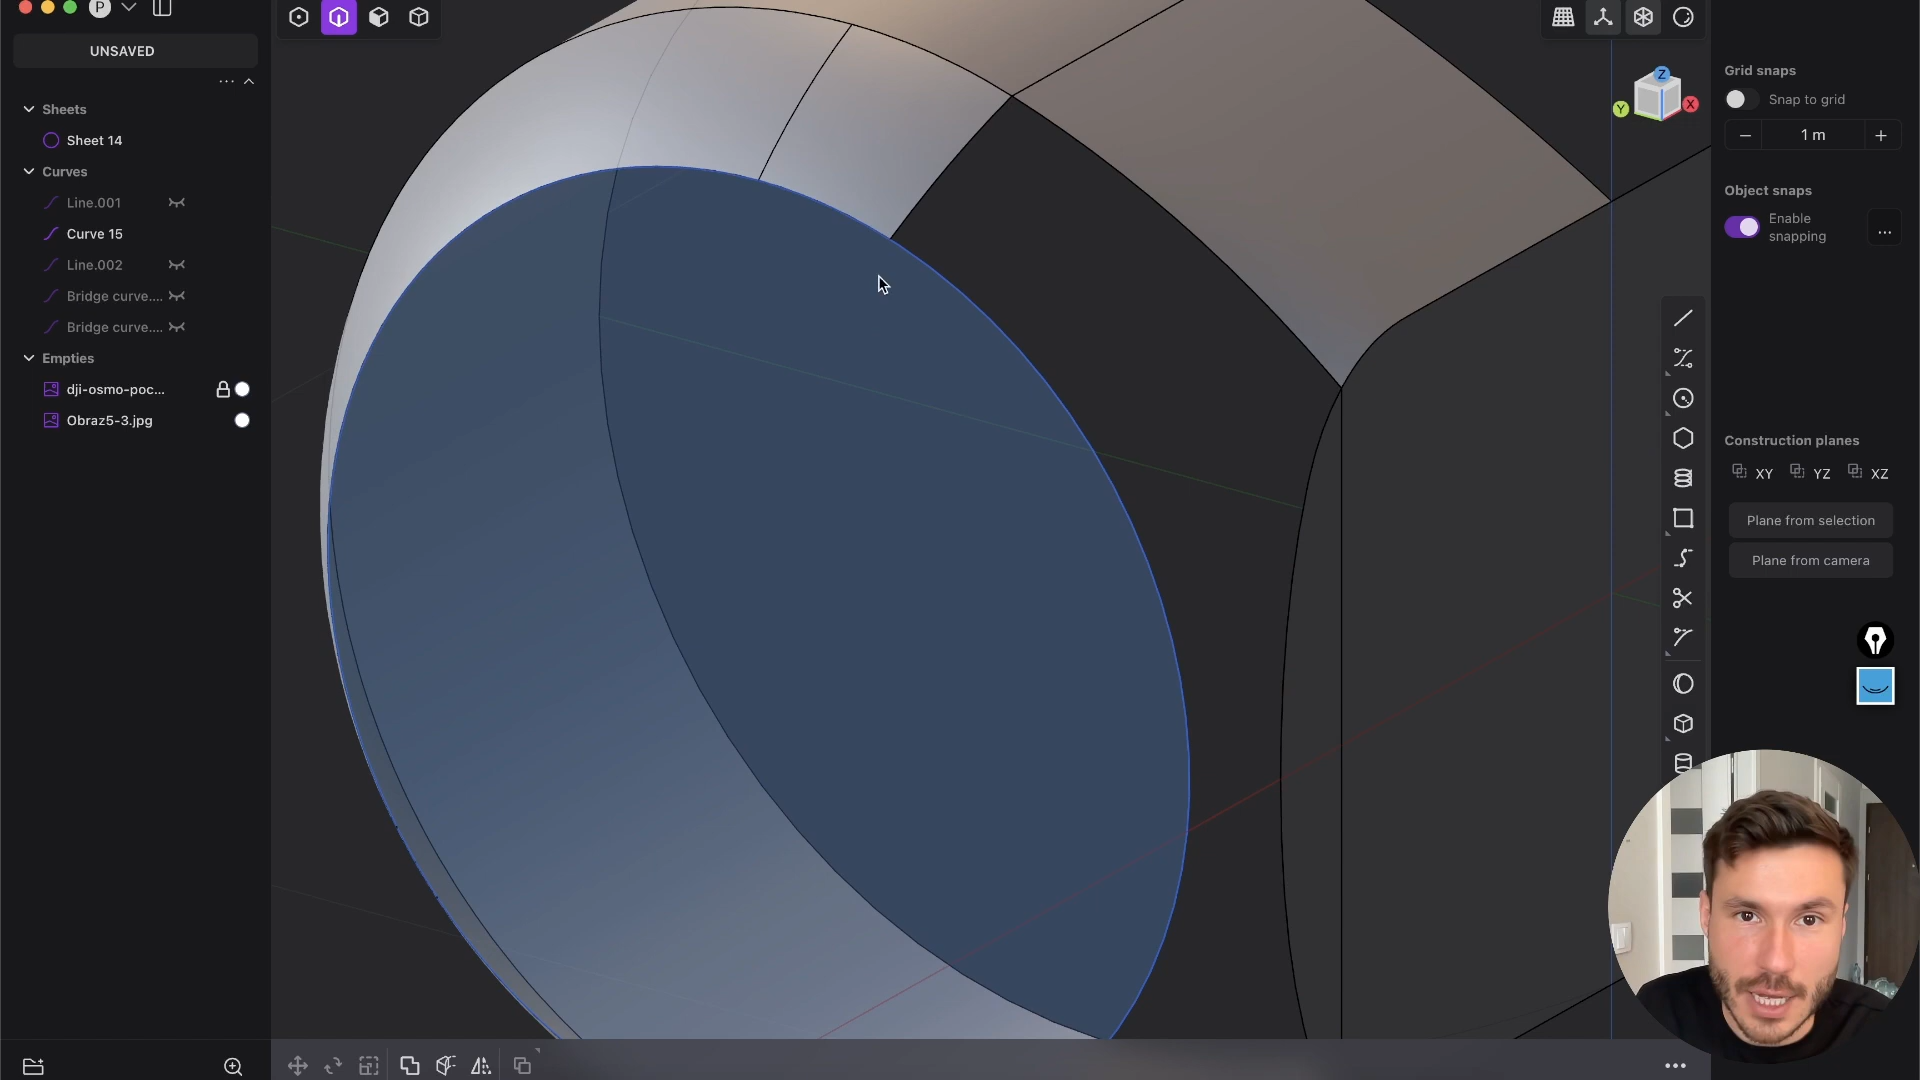 P
UNSAVED
...
Sheets
Sheet 14
Curves
Line.001
Curve 15
Line.002
Bridge curve....
Bridge curve....
Empties
dji-osmo-poc...
Obraz5-3.jpg
Z
Y
X
Grid snaps
Snap to grid
1 m
Object snaps
Enable
snapping
...
Construction planes
XY
YZ
XZ
Plane from selection
Plane from camera